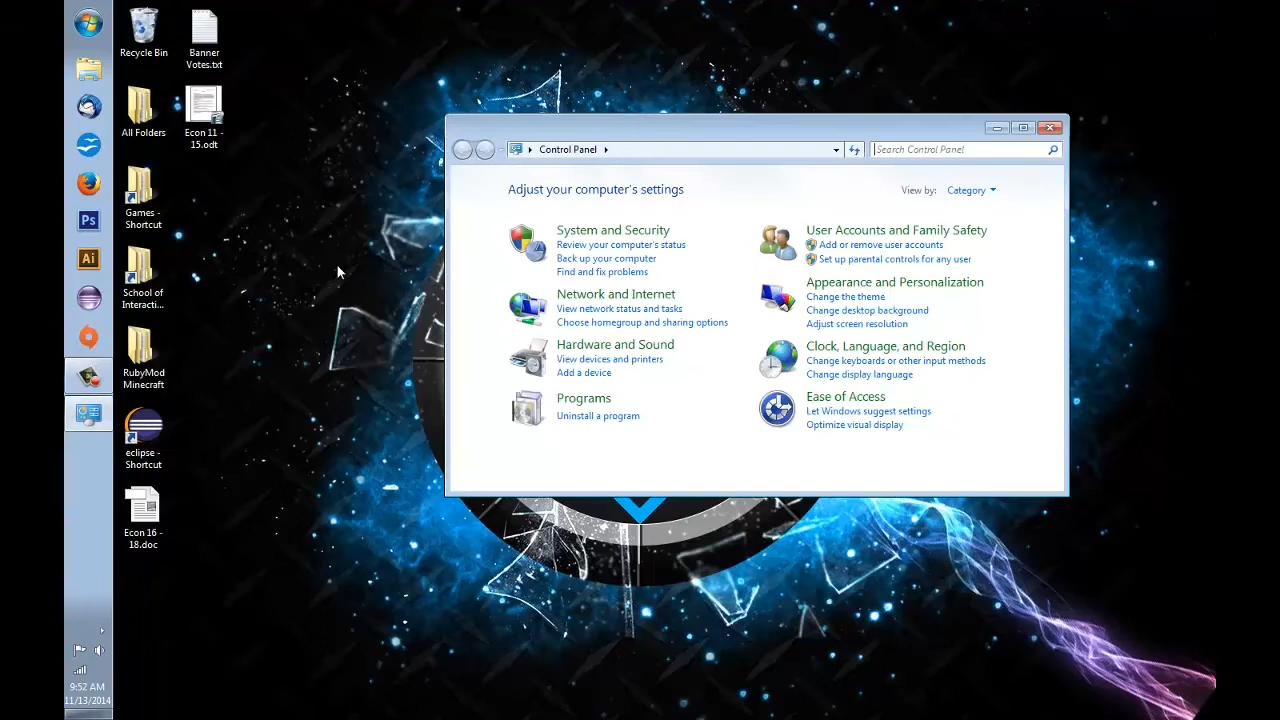 Recycle Bin
Banner
Votes.txt
All Folders
Econ 11 -
15.odt
Games -
Shortcut
School of
Interacti...
RubyMod
Minecraft
eclipse -
Shortcut
Econ 16 -
18.doc
Ps
Ai
9:52 AM
11/13/2014
Control Panel
Search Control Panel
Adjust your computer's settings
View by: Category
System and Security
Review your computer's status
Back up your computer
Find and fix problems
Network and Internet
View network status and tasks
Choose homegroup and sharing options
Hardware and Sound
View devices and printers
Add a device
Programs
Uninstall a program
User Accounts and Family Safety
Add or remove user accounts
Set up parental controls for any user
Appearance and Personalization
Change the theme
Change desktop background
Adjust screen resolution
Clock, Language, and Region
Change keyboards or other input methods
Change display language
Ease of Access
Let Windows suggest settings
Optimize visual display